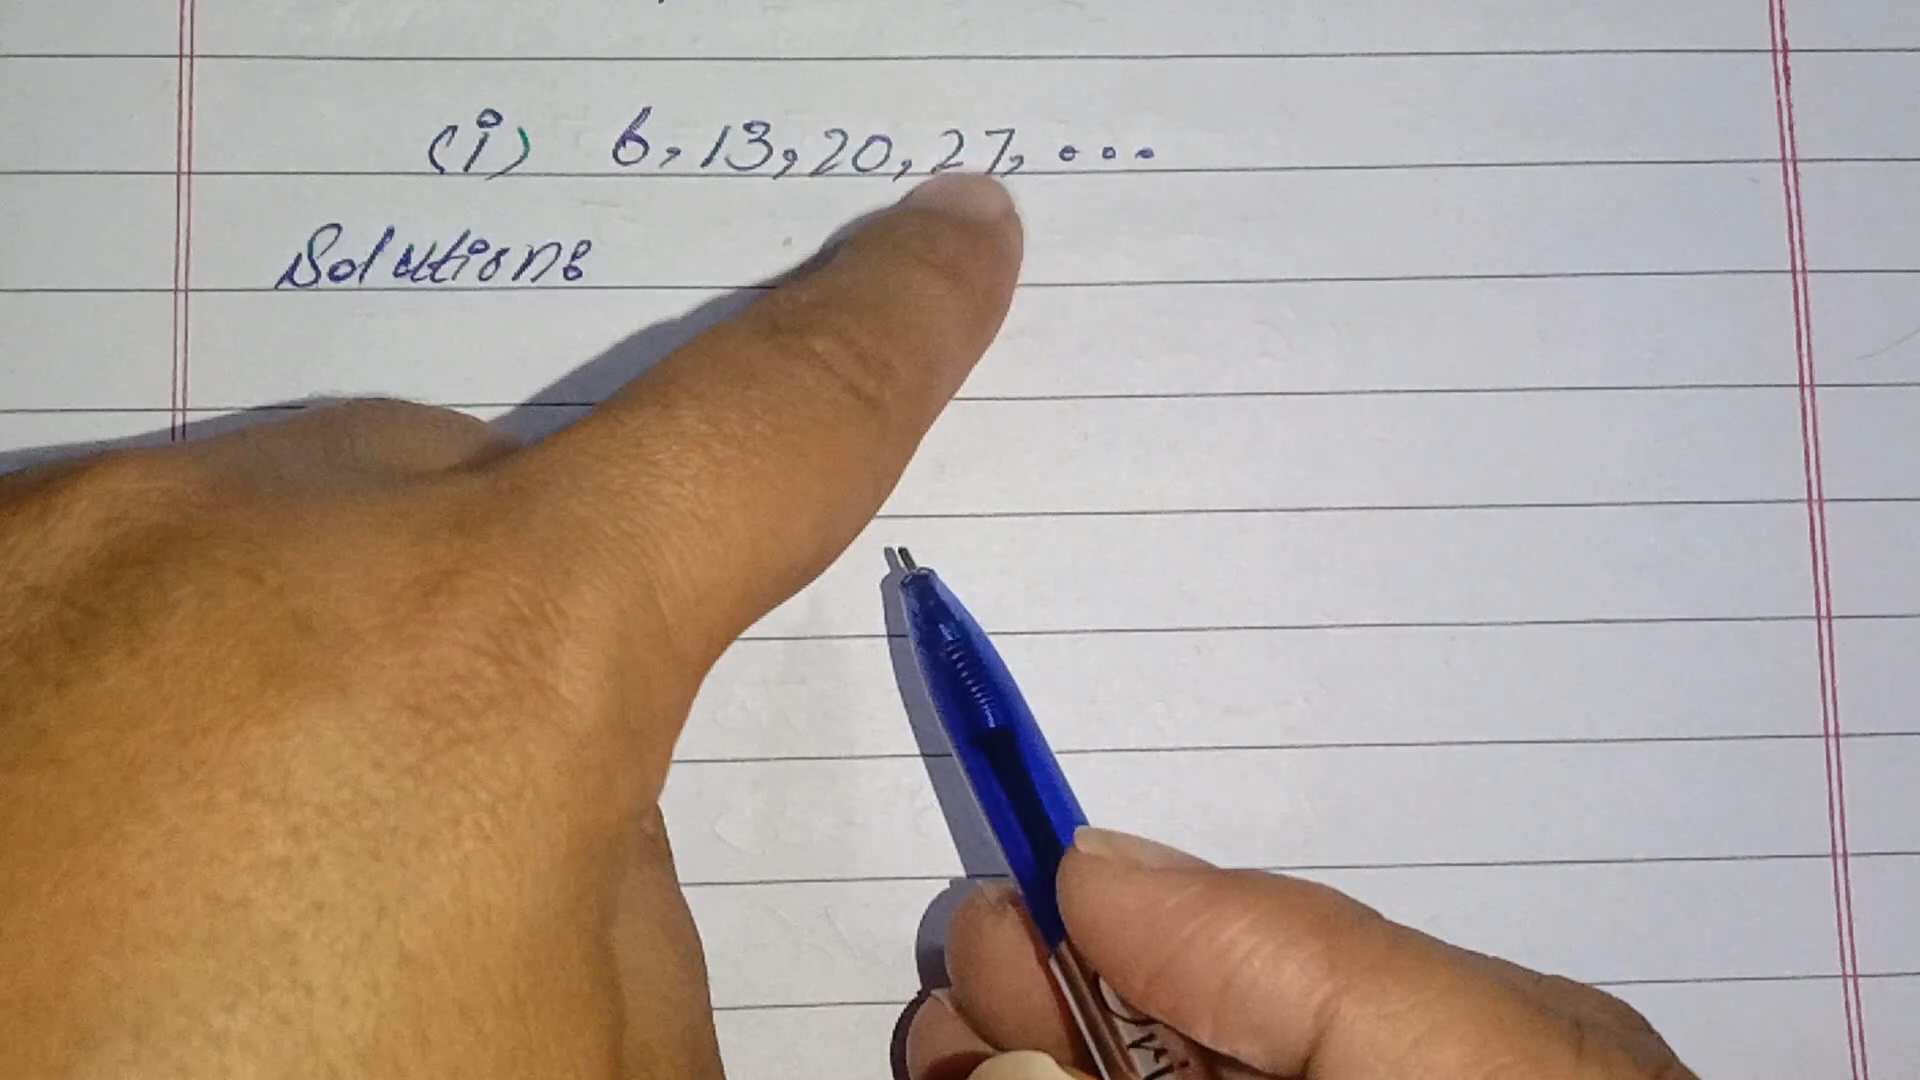 (i) 6, 13, 20, 27, ...
Solution: